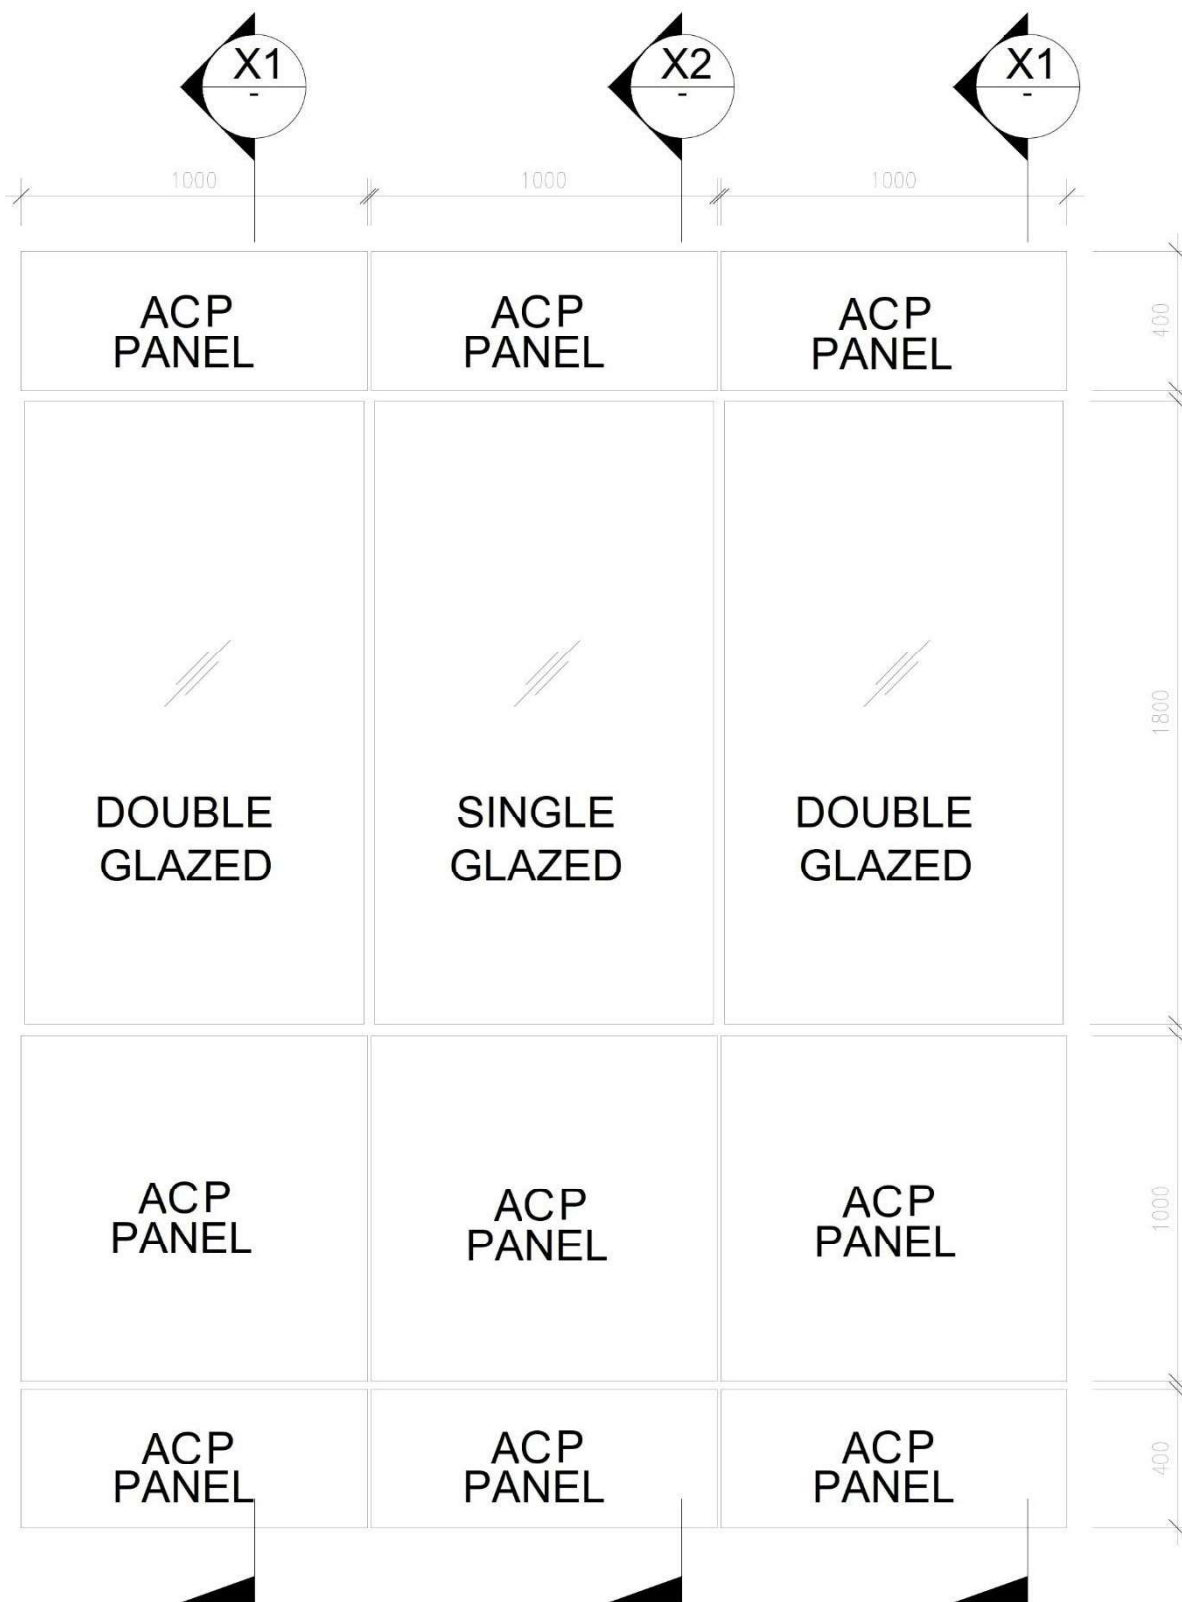 X1
-
X2
-
X1
-
1000
1000
1000
ACP
PANEL
ACP
PANEL
ACP
PANEL
400
DOUBLE
GLAZED
SINGLE
GLAZED
DOUBLE
GLAZED
1800
ACP
PANEL
ACP
PANEL
ACP
PANEL
1000
ACP
PANEL
ACP
PANEL
ACP
PANEL
400